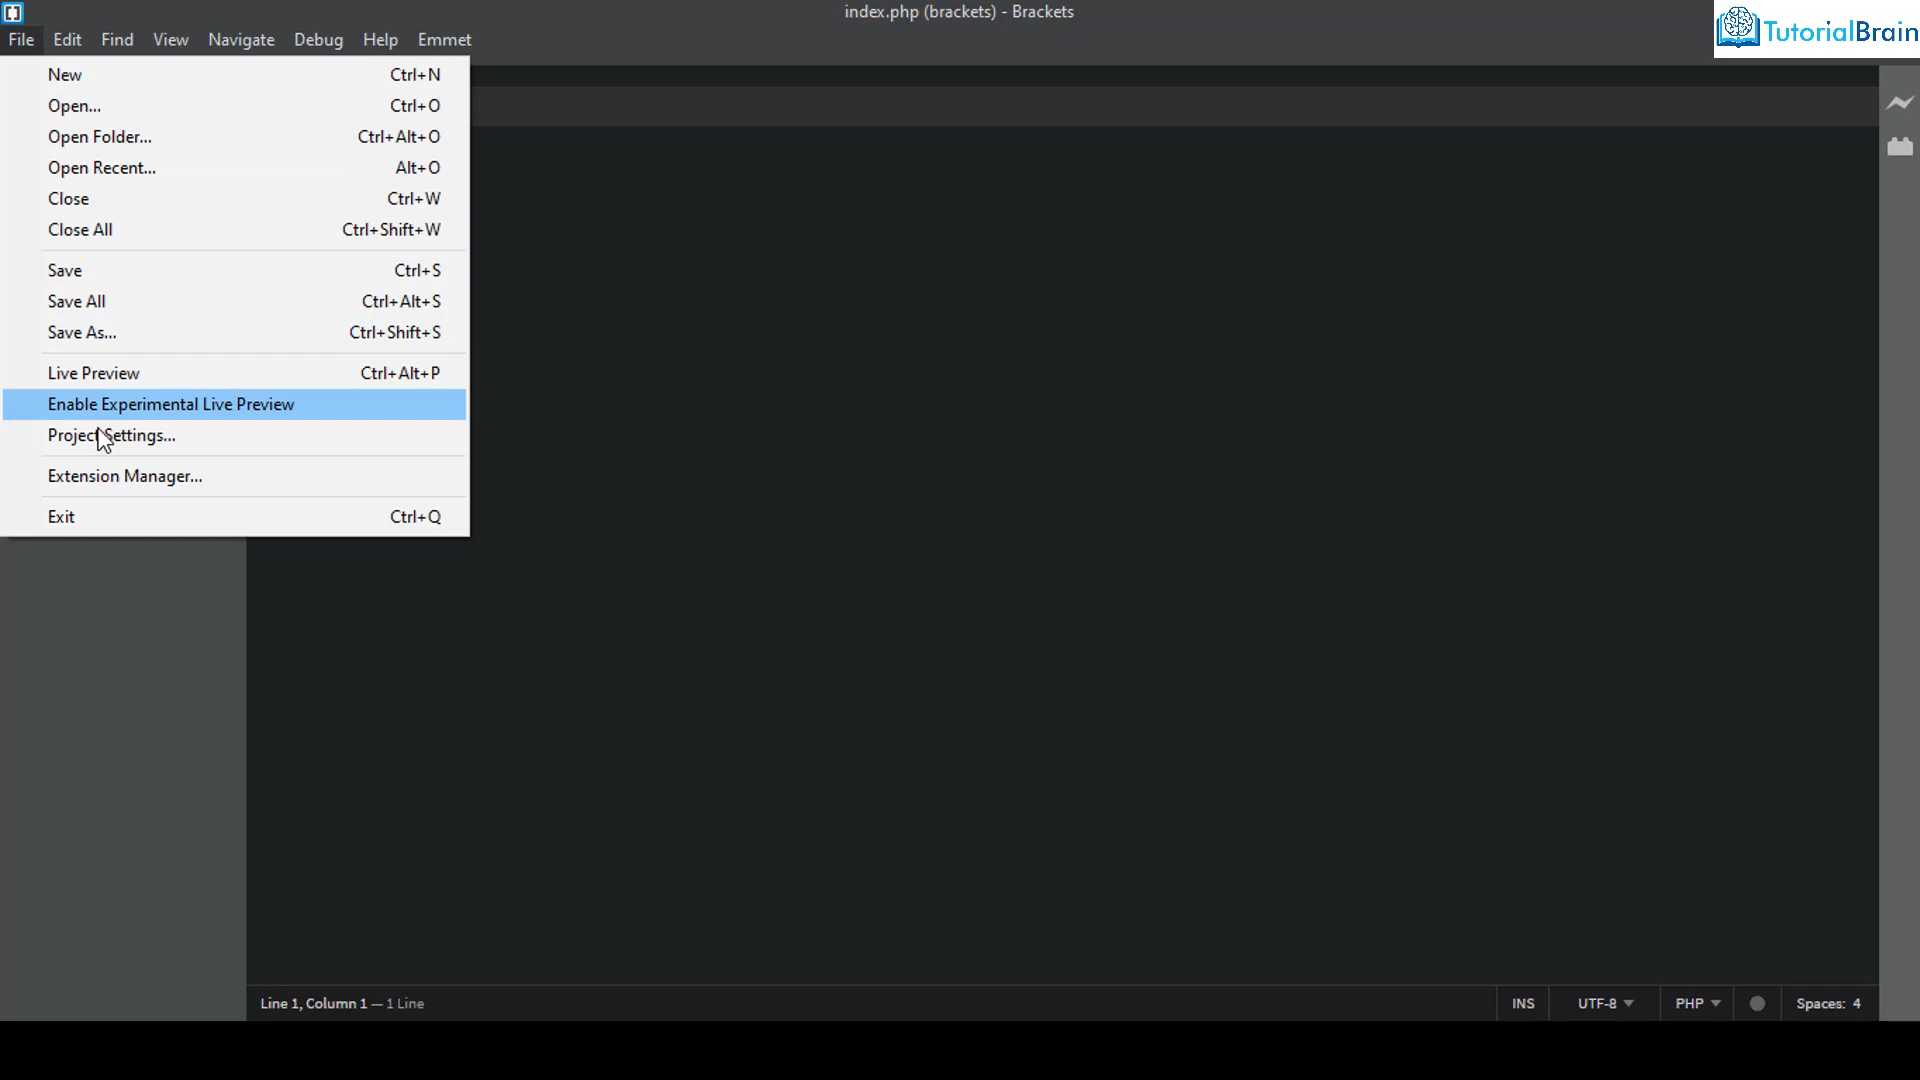 index.php (brackets) - Brackets
TutorialBrain
File Edit Find View Navigate Debug Help Emmet
New Ctrl+N
Open... Ctrl+O
Open Folder... Ctrl+Alt+O
Open Recent... Alt+O
Close Ctrl+W
Close All Ctrl+Shift+W
Save Ctrl+S
Save All Ctrl+Alt+S
Save As... Ctrl+Shift+S
Live Preview Ctrl+Alt+P
Enable Experimental Live Preview
Project Settings...
Extension Manager...
Exit Ctrl+Q
Line 1, Column 1 — 1 Line INS UTF-8 PHP Spaces: 4